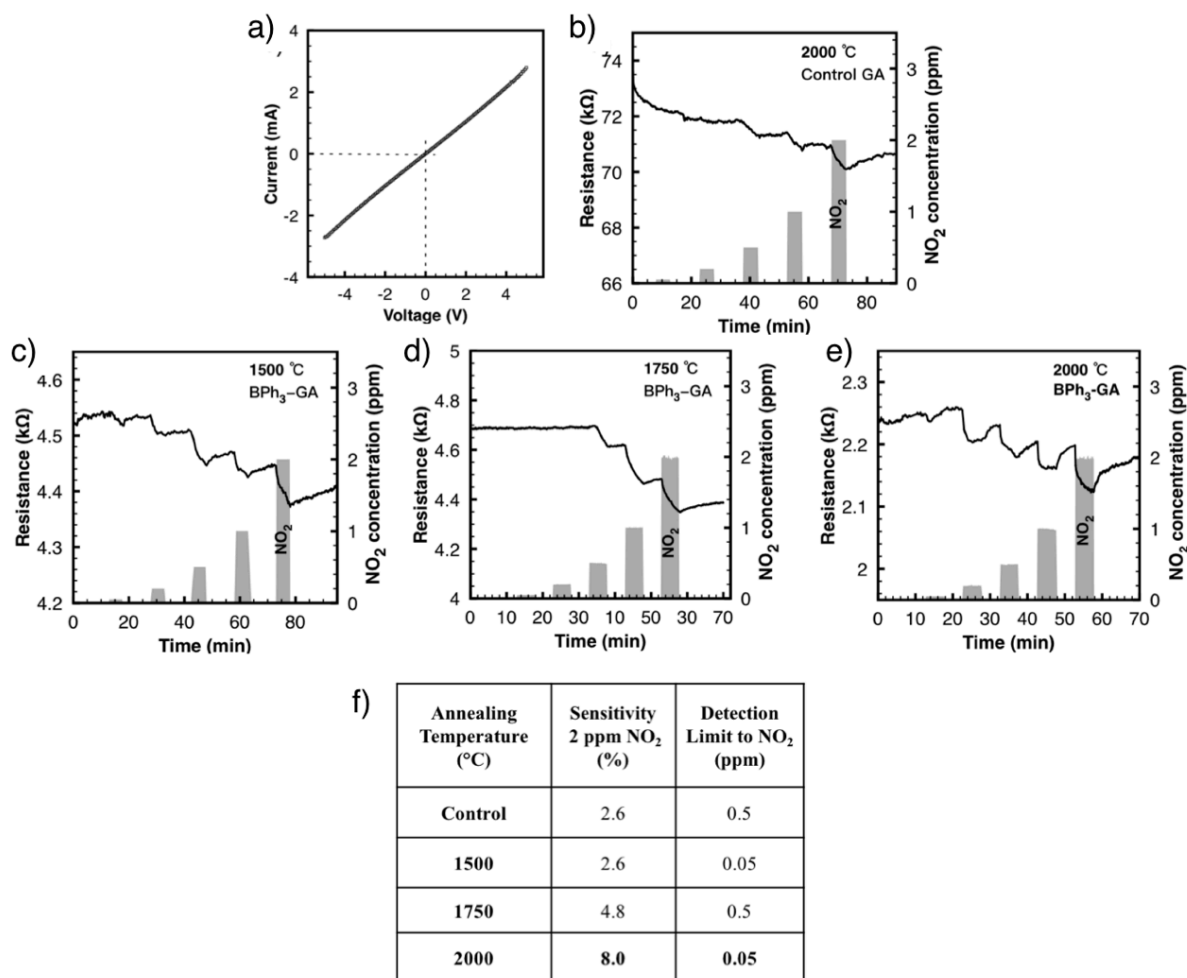 a)
4
2
0
-2
-4
-4 -2 0 2 4
Current (mA)
Voltage (V)
b)
2000 ℃
Control GA
74
72
70
68
66
3
2
1
0
0 20 40 60 80
Resistance (kΩ)
NO₂ concentration (ppm)
NO₂
Time (min)
c)
1500 ℃
BPh₃–GA
4.6
4.5
4.4
4.3
4.2
3
2
1
0
0 20 40 60 80
Resistance (kΩ)
NO₂ concentration (ppm)
NO₂
Time (min)
d)
1750 ℃
BPh₃–GA
5
4.8
4.6
4.4
4.2
4
3
2
1
0
0 10 20 30 10 50 60 70
Resistance (kΩ)
NO₂ concentration (ppm)
NO₂
Time (min)
e)
2000 ℃
BPh₃-GA
2.3
2.2
2.1
2
3
2
1
0
0 10 20 30 40 50 60 70
Resistance (kΩ)
NO₂ concentration (ppm)
NO₂
Time (min)
f)
Annealing Temperature (°C) Sensitivity 2 ppm NO₂ (%) Detection Limit to NO₂ (ppm)
Control 2.6 0.5
1500 2.6 0.05
1750 4.8 0.5
2000 8.0 0.05